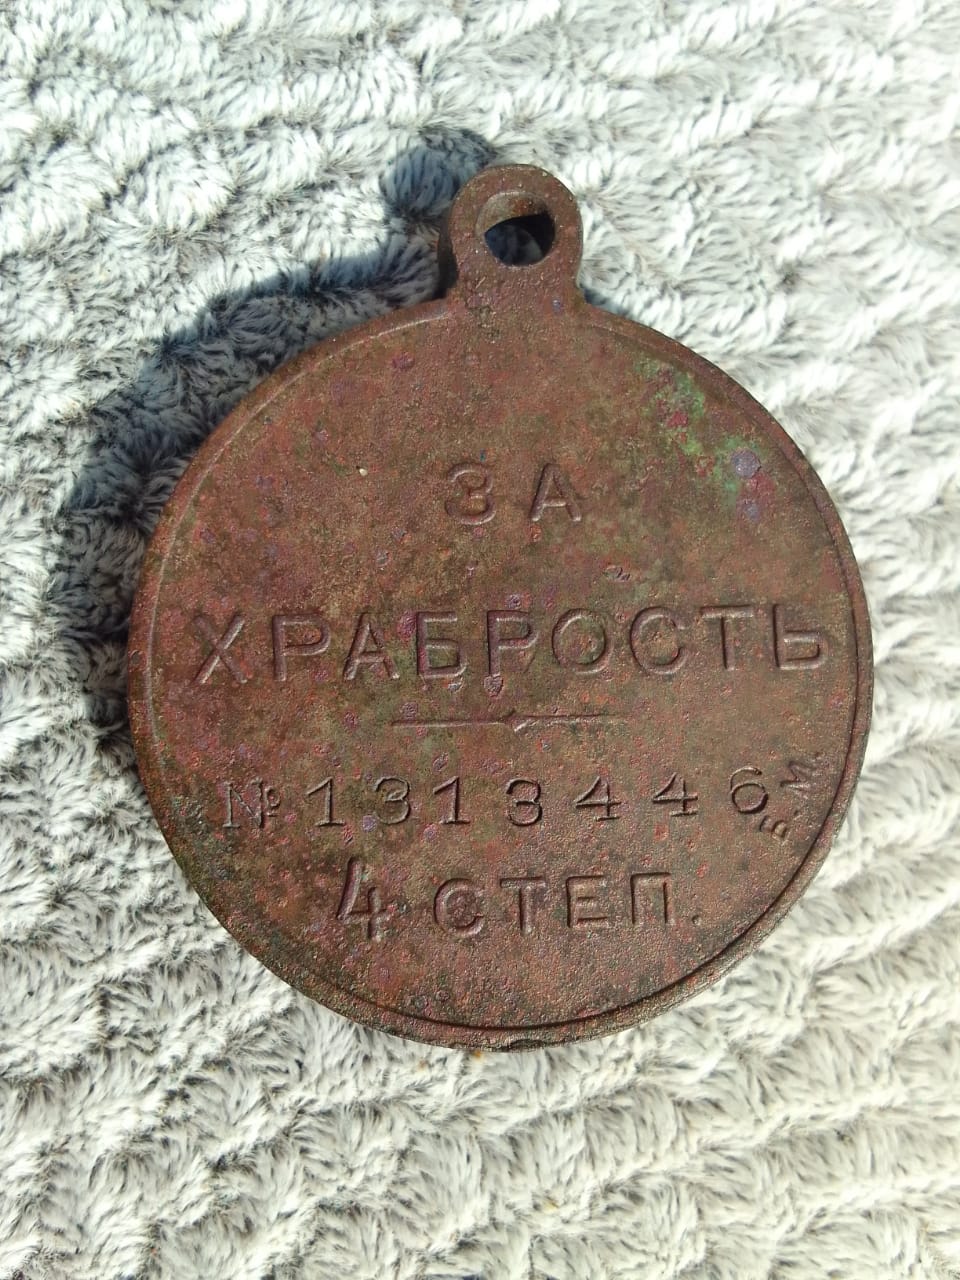 ЗА
ХРАБРОСТЬ
№ 1313446
Б.М.
4 СТЕП.